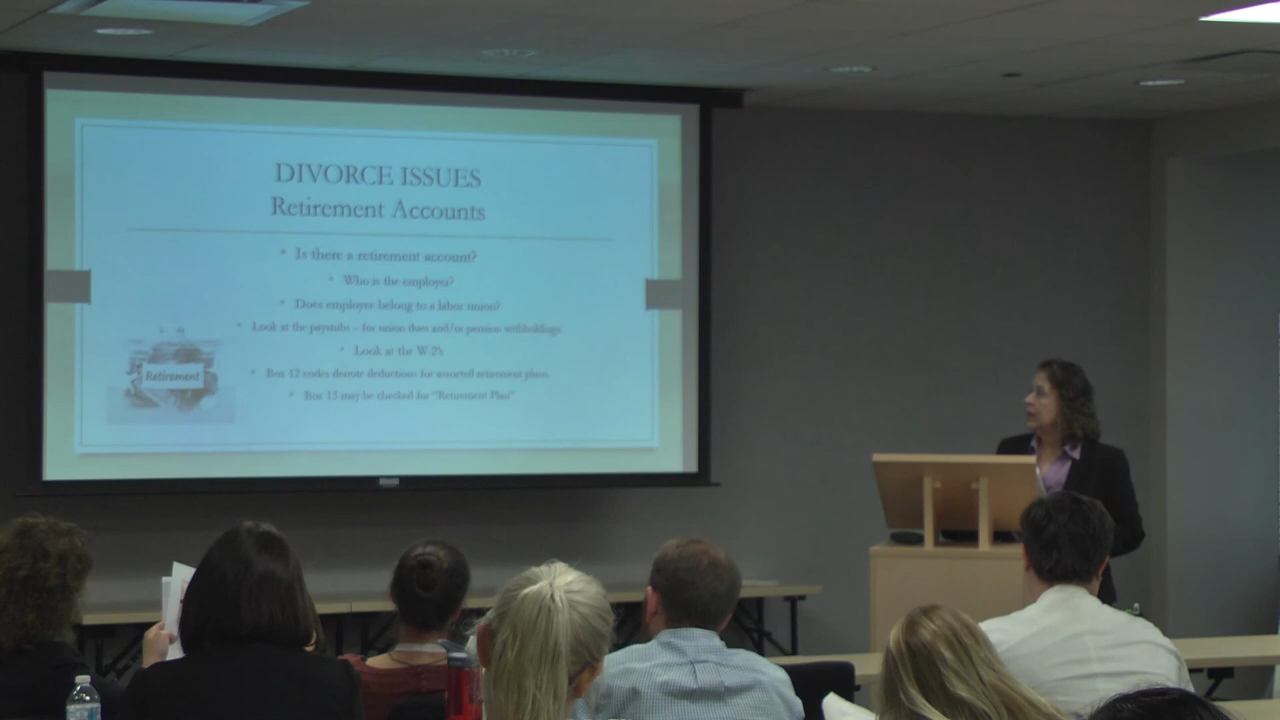 DIVORCE ISSUES
Retirement Accounts
• Is there a retirement account?
• Who is the employer?
• Does employer belong to a labor union?
• Look at the paystubs – for union dues and/or pension withholdings.
• Look at the W-2's
• Box 12 codes denote deductions for assorted retirement plans.
• Box 13 may be checked for "Retirement Plan"
Retirement